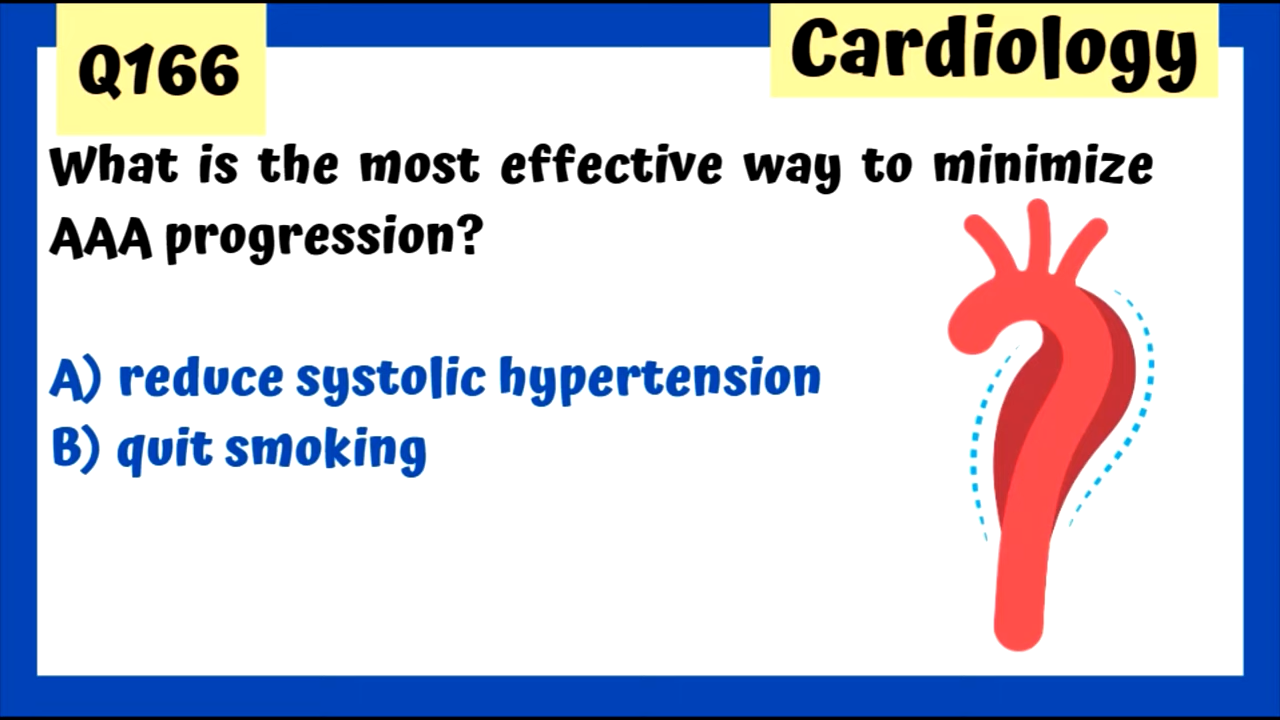 Q166
Cardiology
What is the most effective way to minimize
AAA progression?
A) reduce systolic hypertension
B) quit smoking